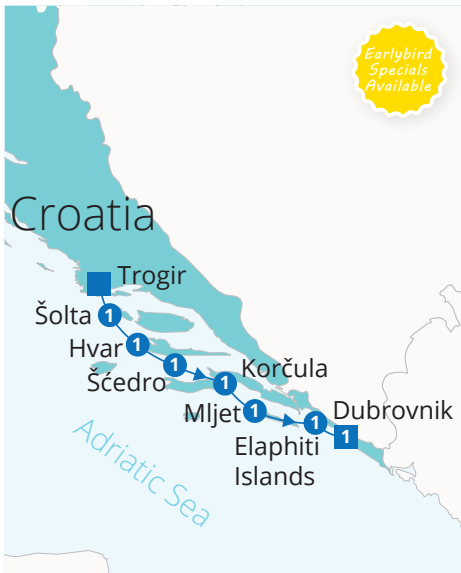 Earlybird
Specials
Available
Croatia
Trogir
Šolta 1
Hvar 1
1
Šćedro
Korčula
1
Mljet 1
1 Dubrovnik
1
Elaphiti
Islands
Adriatic Sea